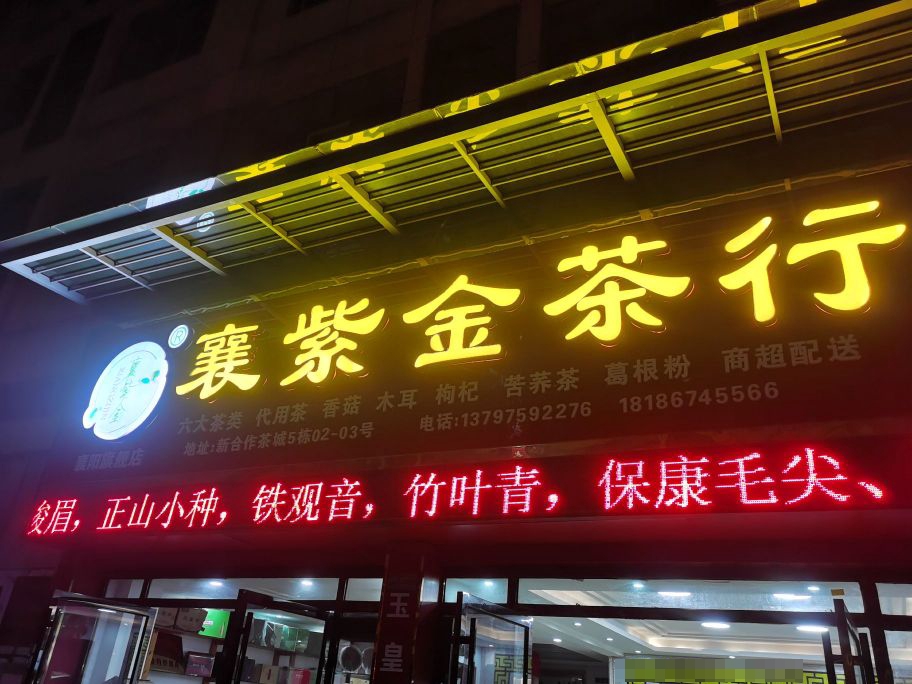 襄紫金茶行
®
六大茶类 代用茶 香菇 木耳 枸杞 苦荞茶 葛根粉 商超配送
地址:新合作茶城5栋02-03号 电话:13797592276 18186745566
襄阳旗舰店
俊眉，正山小种，铁观音，竹叶青，保康毛尖、
玉皇